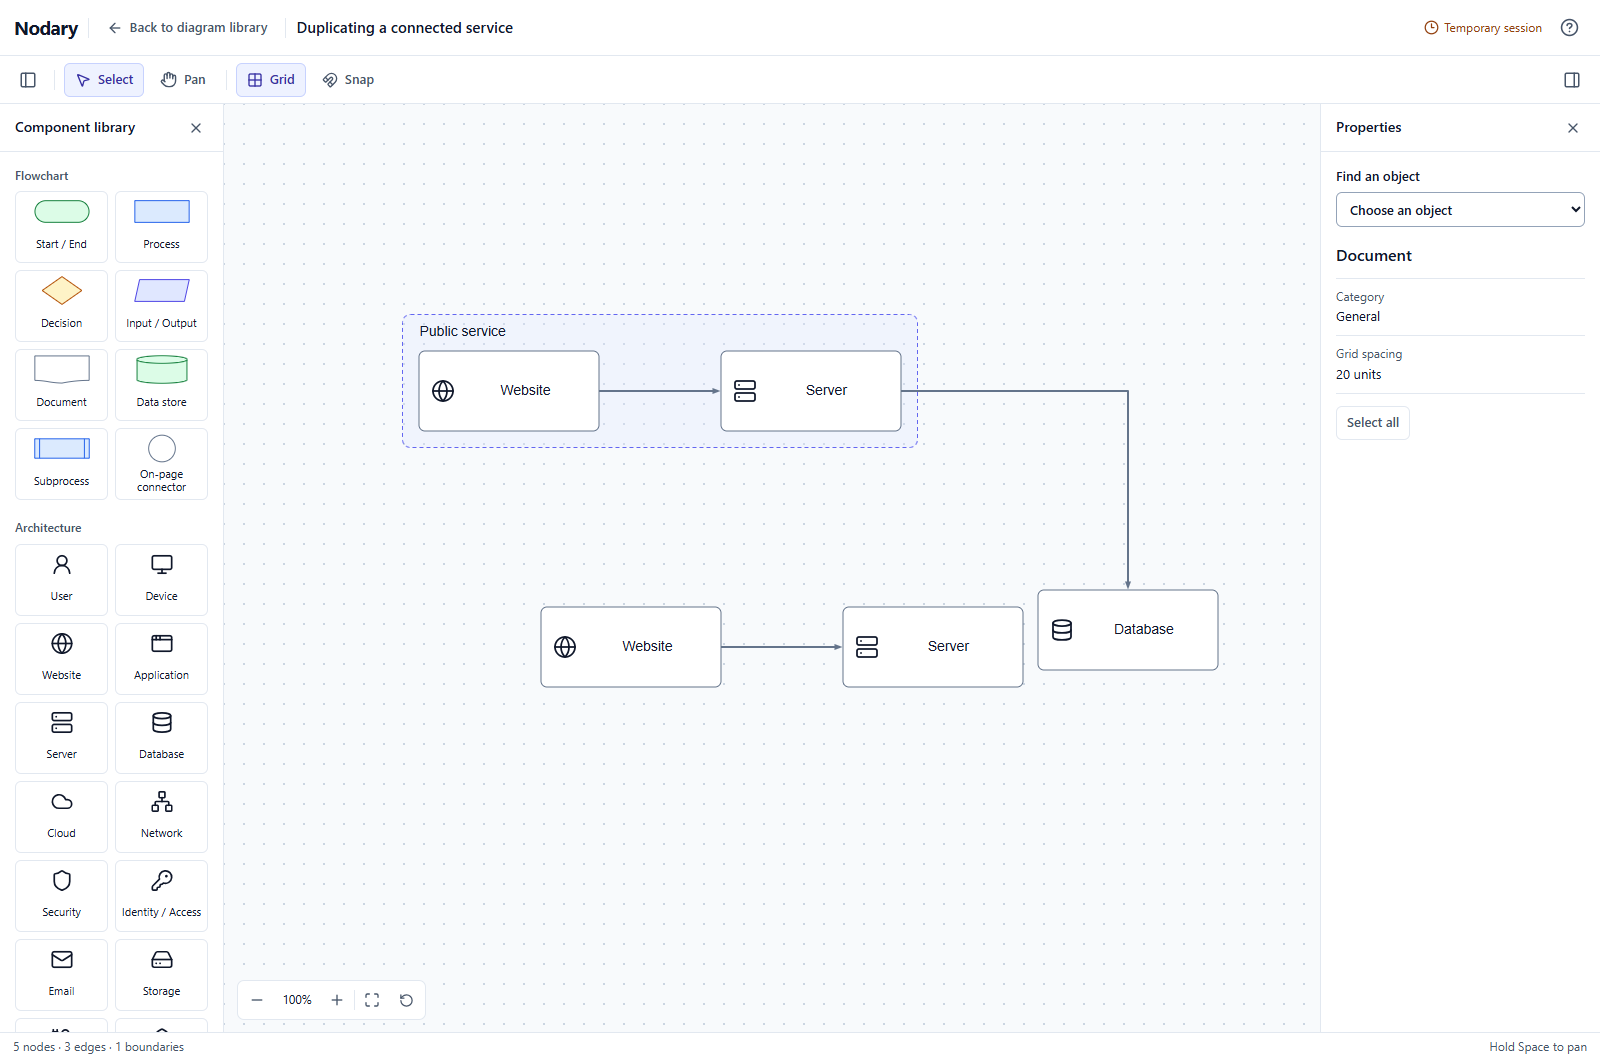 Nodary
Back to diagram library
Duplicating a connected service
Temporary session
Select
Pan
Grid
Snap
Component library
Flowchart
Start / End
Process
Decision
Input / Output
Document
Data store
Subprocess
On-page
connector
Architecture
User
Device
Website
Application
Server
Database
Cloud
Network
Security
Identity / Access
Email
Storage
Public service
Website
Server
Website
Server
Database
100%
Properties
Find an object
Choose an object
Document
Category
General
Grid spacing
20 units
Select all
5 nodes · 3 edges · 1 boundaries
Hold Space to pan